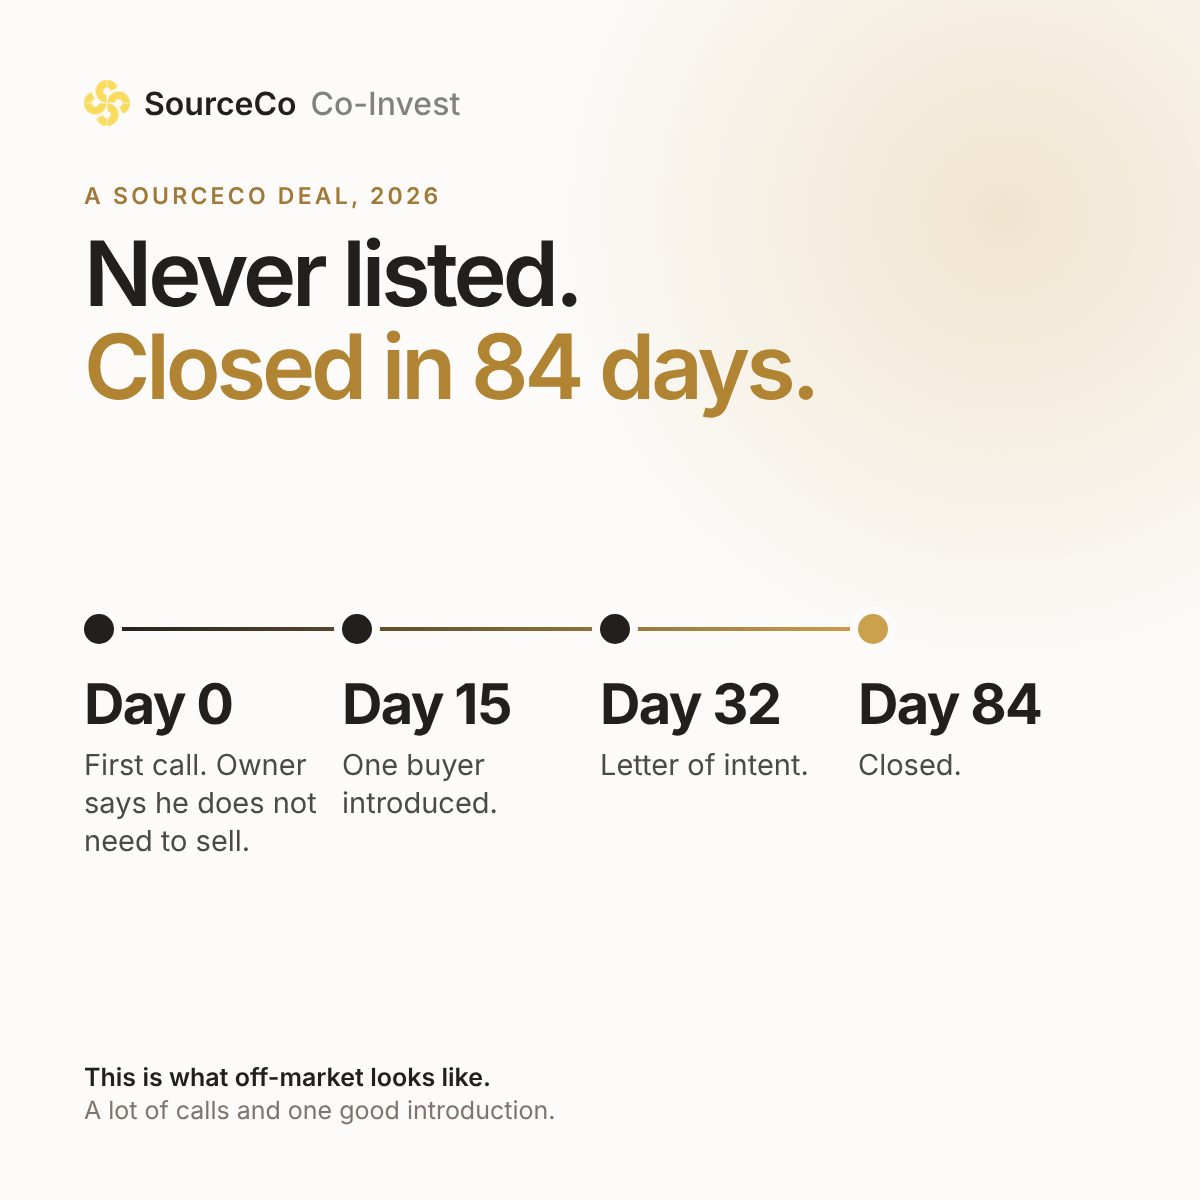 SourceCo Co-Invest
A SOURCECO DEAL, 2026
Never listed.
Closed in 84 days.
Day 0
First call. Owner
says he does not
need to sell.
Day 15
One buyer
introduced.
Day 32
Letter of intent.
Day 84
Closed.
This is what off-market looks like.
A lot of calls and one good introduction.